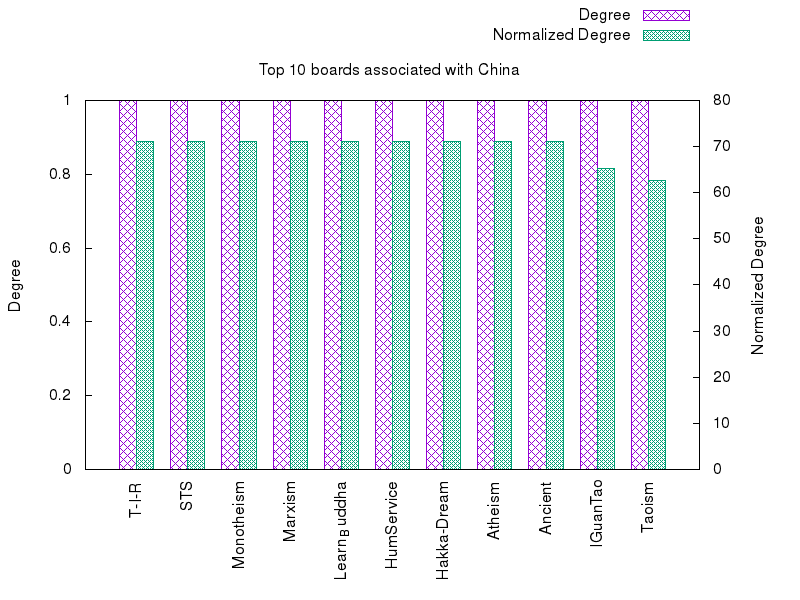 Degree
Normalized Degree
Top 10 boards associated with China
1
0.8
0.6
0.4
0.2
0
80
70
60
50
40
30
20
10
0
Degree
Normalized Degree
T-I-R
STS
Monotheism
Marxism
Learn_Buddha
HumService
Hakka-Dream
Atheism
Ancient
IGuanTao
Taoism